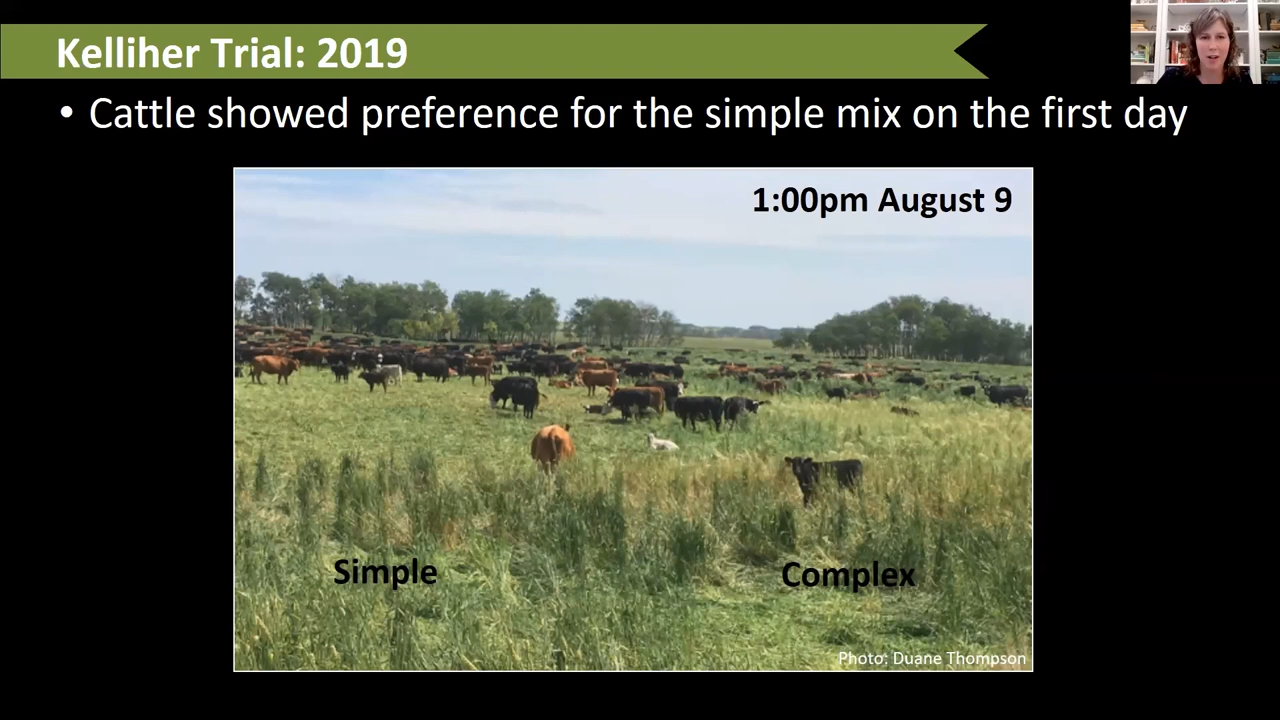 Kelliher Trial: 2019
• Cattle showed preference for the simple mix on the first day
1:00pm August 9
Simple
Complex
Photo: Duane Thompson